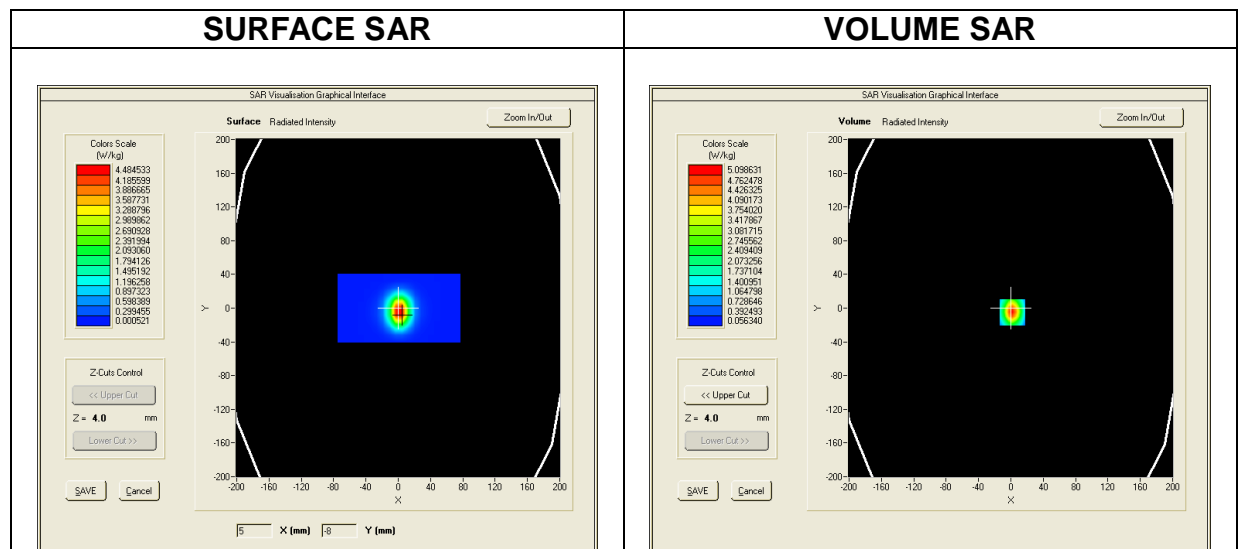 SURFACE SAR
VOLUME SAR
SAR Visualisation Graphical Interface
Surface Radiated Intensity
Zoom In/Out
Colors Scale
(W/kg)
4.484533
4.185599
3.886665
3.587731
3.288796
2.989862
2.690928
2.391994
2.093060
1.794126
1.495192
1.196258
0.897323
0.598389
0.299455
0.000521
Z-Cuts Control
<< Upper Cut
Z = 4.0 mm
Lower Cut >>
SAVE Cancel
200
160
120
80
40
0
-40
-80
-120
-160
-200
Y
-200 -160 -120 -80 -40 0 40 80 120 160 200
X
5 X (mm) -8 Y (mm)
SAR Visualisation Graphical Interface
Volume Radiated Intensity
Zoom In/Out
Colors Scale
(W/kg)
5.098631
4.762478
4.426325
4.090173
3.754020
3.417867
3.081715
2.745562
2.409409
2.073256
1.737104
1.400951
1.064798
0.728646
0.392493
0.056340
Z-Cuts Control
<< Upper Cut
Z = 4.0 mm
Lower Cut >>
SAVE Cancel
200
160
120
80
40
0
-40
-80
-120
-160
-200
Y
-200 -160 -120 -80 -40 0 40 80 120 160 200
X